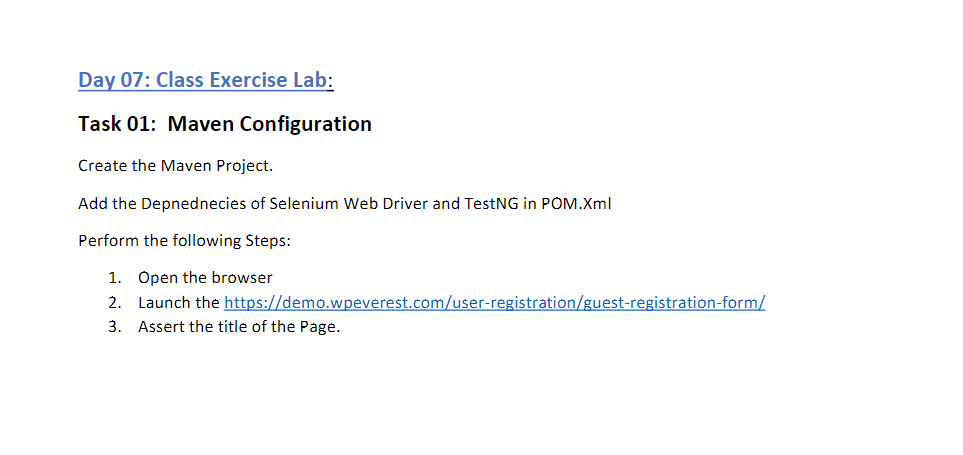 Day 07: Class Exercise Lab:
Task 01:  Maven Configuration
Create the Maven Project.
Add the Depnednecies of Selenium Web Driver and TestNG in POM.Xml
Perform the following Steps:
1. Open the browser
2. Launch the https://demo.wpeverest.com/user-registration/guest-registration-form/
3. Assert the title of the Page.